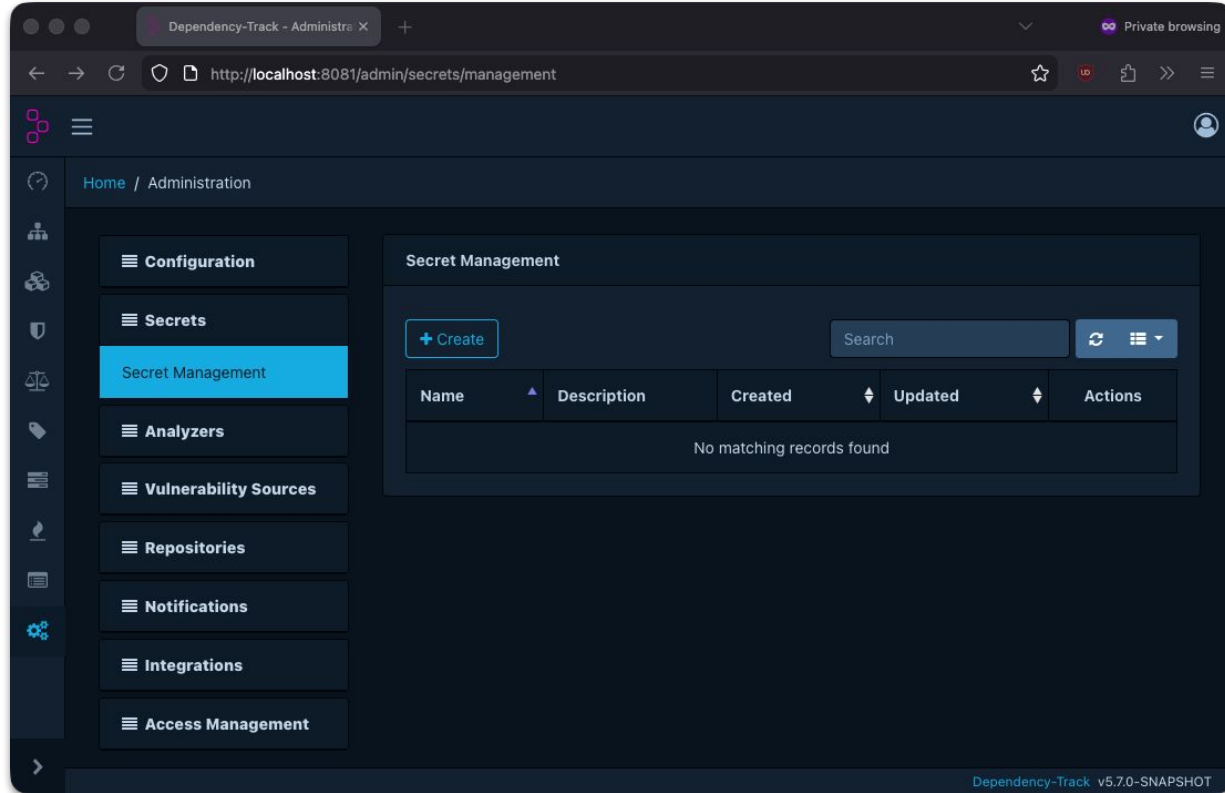 Dependency-Track - Administra
Private browsing
http://localhost:8081/admin/secrets/management
Home / Administration
Configuration
Secrets
Secret Management
Analyzers
Vulnerability Sources
Repositories
Notifications
Integrations
Access Management
Secret Management
Create
Search
Name Description Created Updated Actions
No matching records found
Dependency-Track v5.7.0-SNAPSHOT